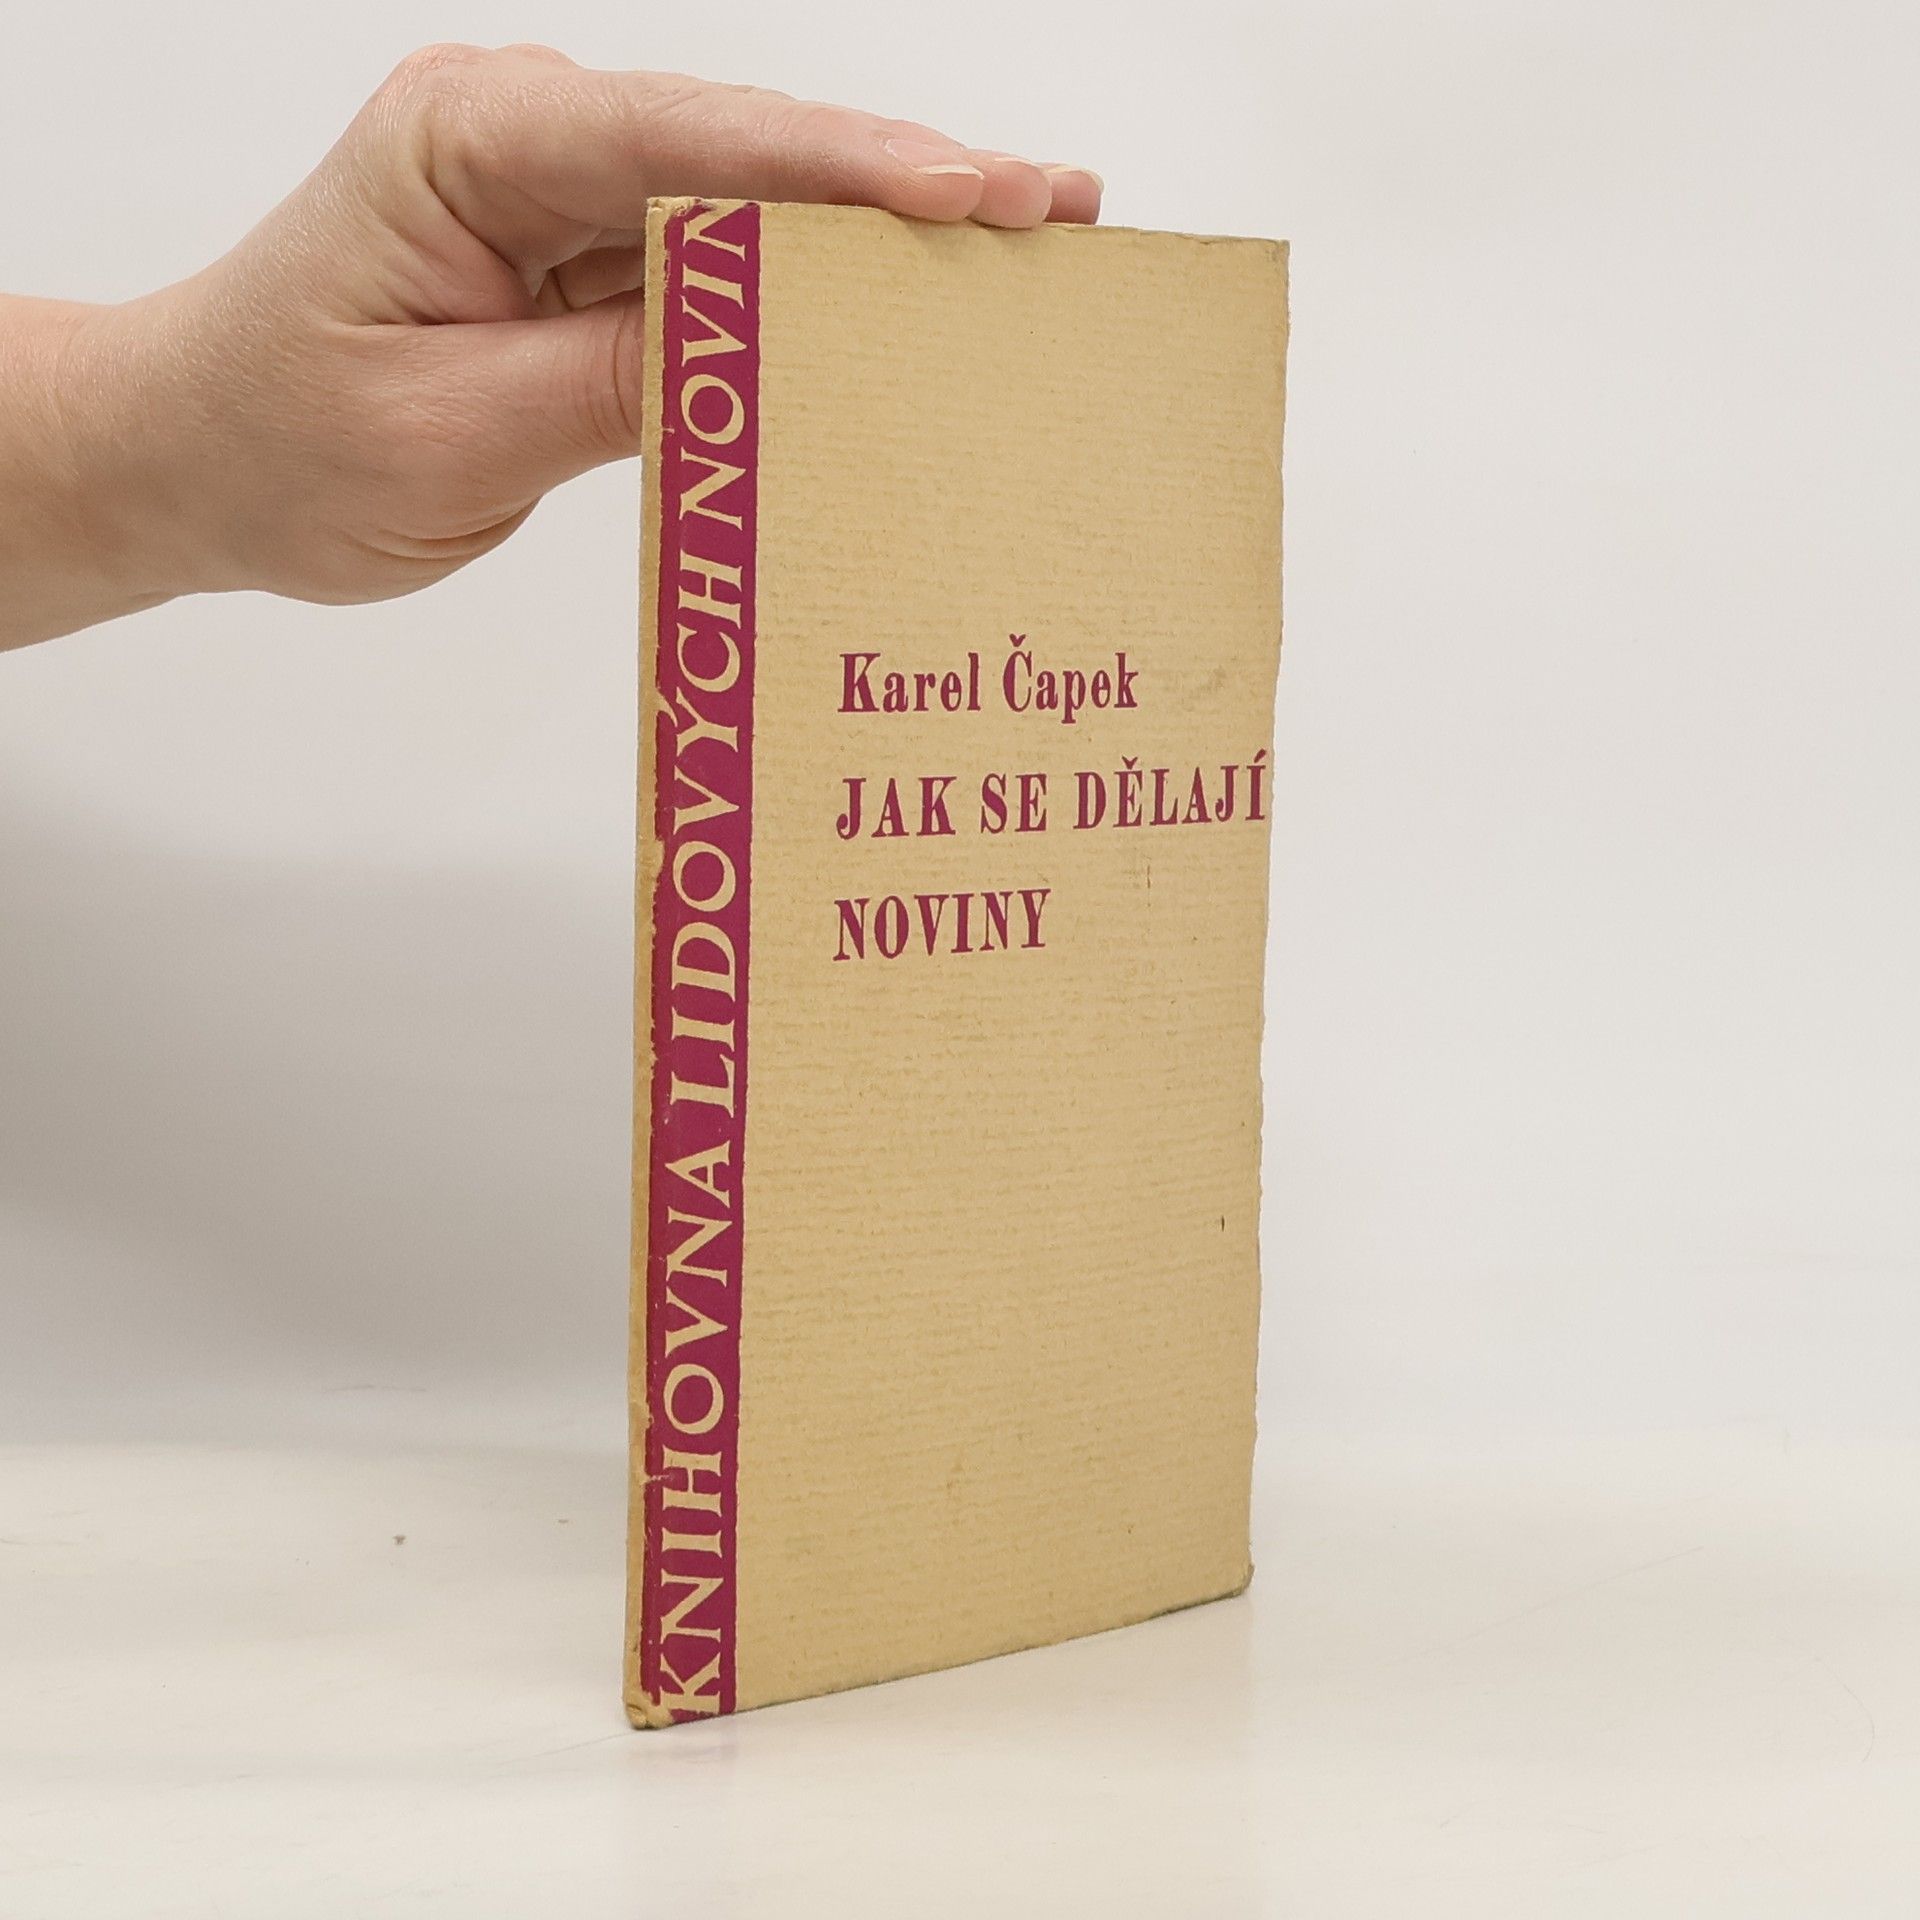 KNIHOVNA LIDOVÝCH NOVIN
Karel Čapek
JAK SE DĚLAJÍ
NOVINY